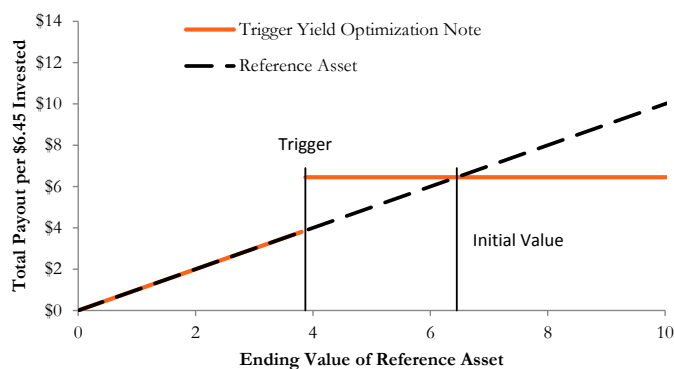 $14
Trigger Yield Optimization Note
$12
Reference Asset
$10
$8
Trigger
$6
$4
Initial Value
$2
$0
0 2 4 6 8 10
Ending Value of Reference Asset
Total Payout per $6.45 Invested